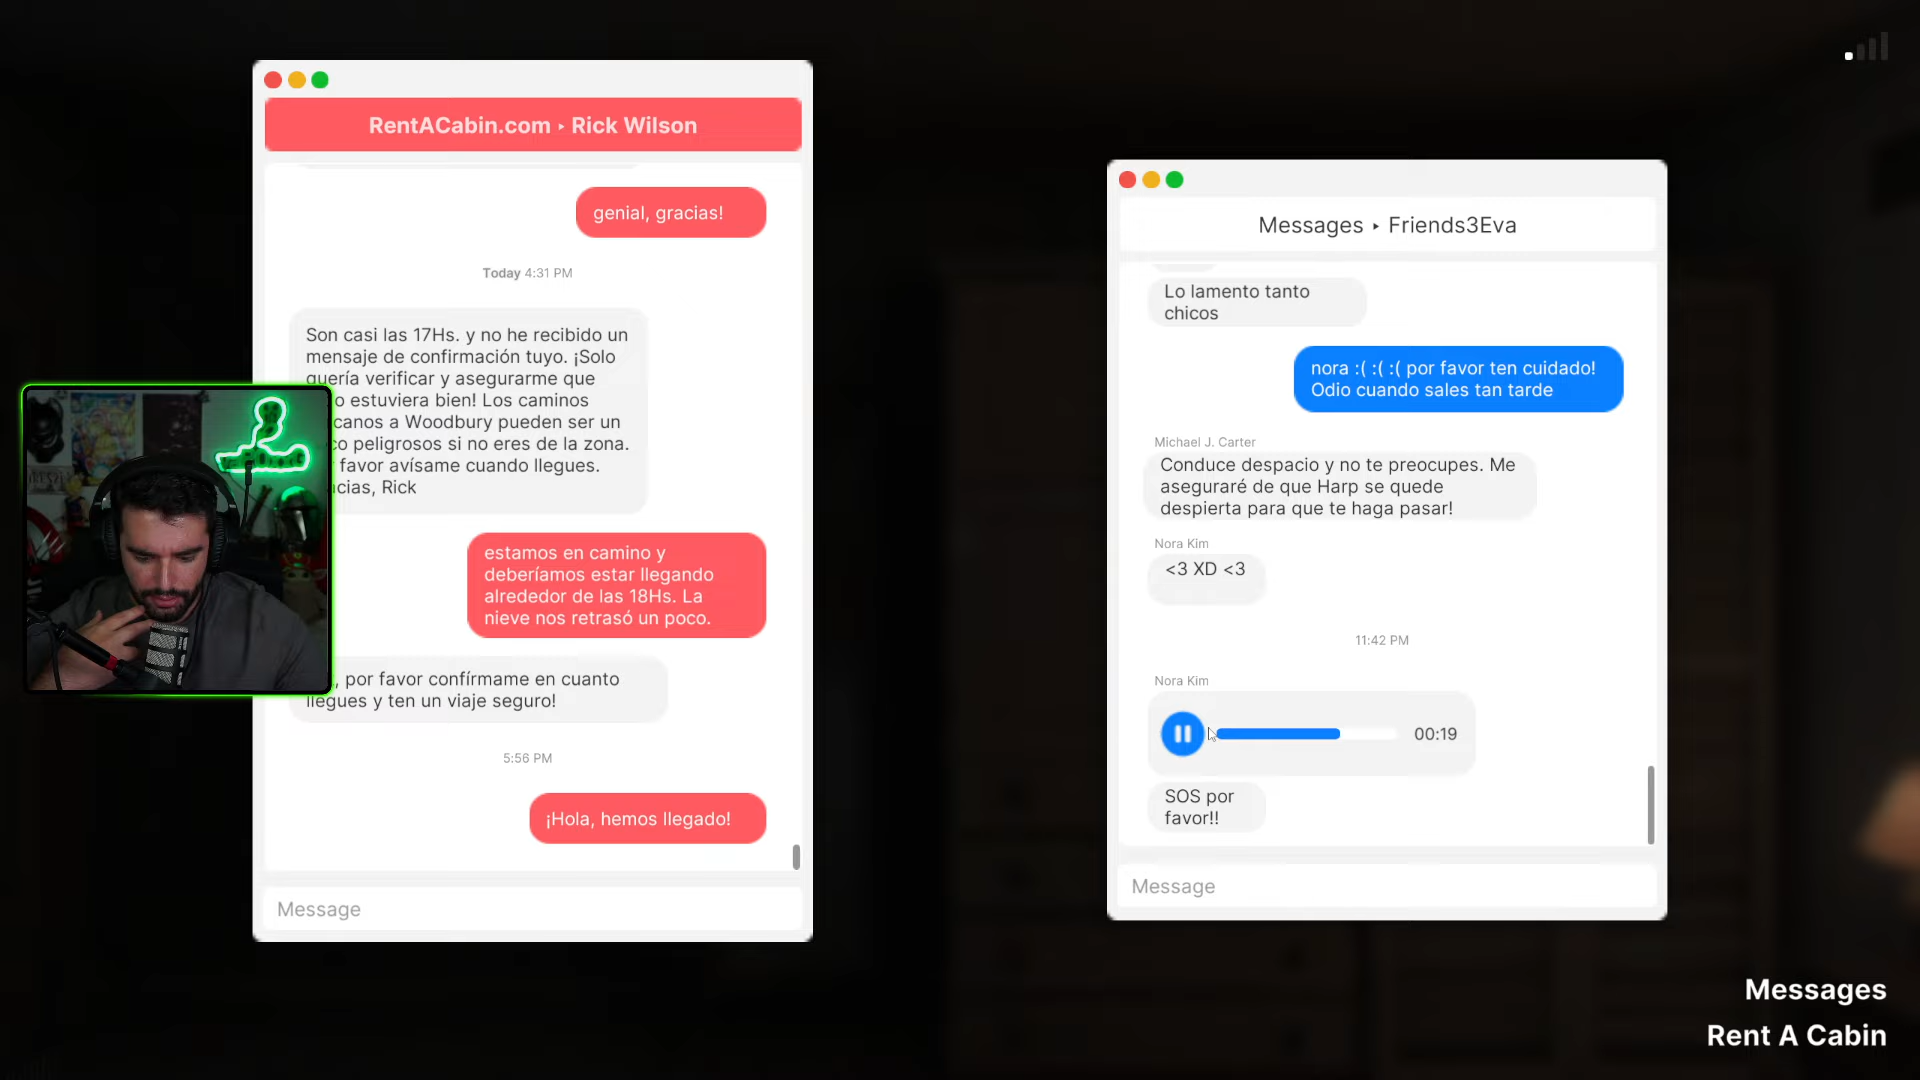 RentACabin.com ▸ Rick Wilson
genial, gracias!
Today 4:31 PM
Son casi las 17Hs. y no he recibido un
mensaje de confirmación tuyo. ¡Solo
quería verificar y asegurarme que
o estuviera bien! Los caminos
canos a Woodbury pueden ser un
co peligrosos si no eres de la zona.
favor avísame cuando llegues.
cias, Rick
estamos en camino y
deberíamos estar llegando
alrededor de las 18Hs. La
nieve nos retrasó un poco.
, por favor confírmame en cuanto
llegues y ten un viaje seguro!
5:56 PM
¡Hola, hemos llegado!
Message
Messages ▸ Friends3Eva
Lo lamento tanto
chicos
nora :( :( :( por favor ten cuidado!
Odio cuando sales tan tarde
Michael J. Carter
Conduce despacio y no te preocupes. Me
aseguraré de que Harp se quede
despierta para que te haga pasar!
Nora Kim
<3 XD <3
11:42 PM
Nora Kim
00:19
SOS por
favor!!
Message
Messages
Rent A Cabin